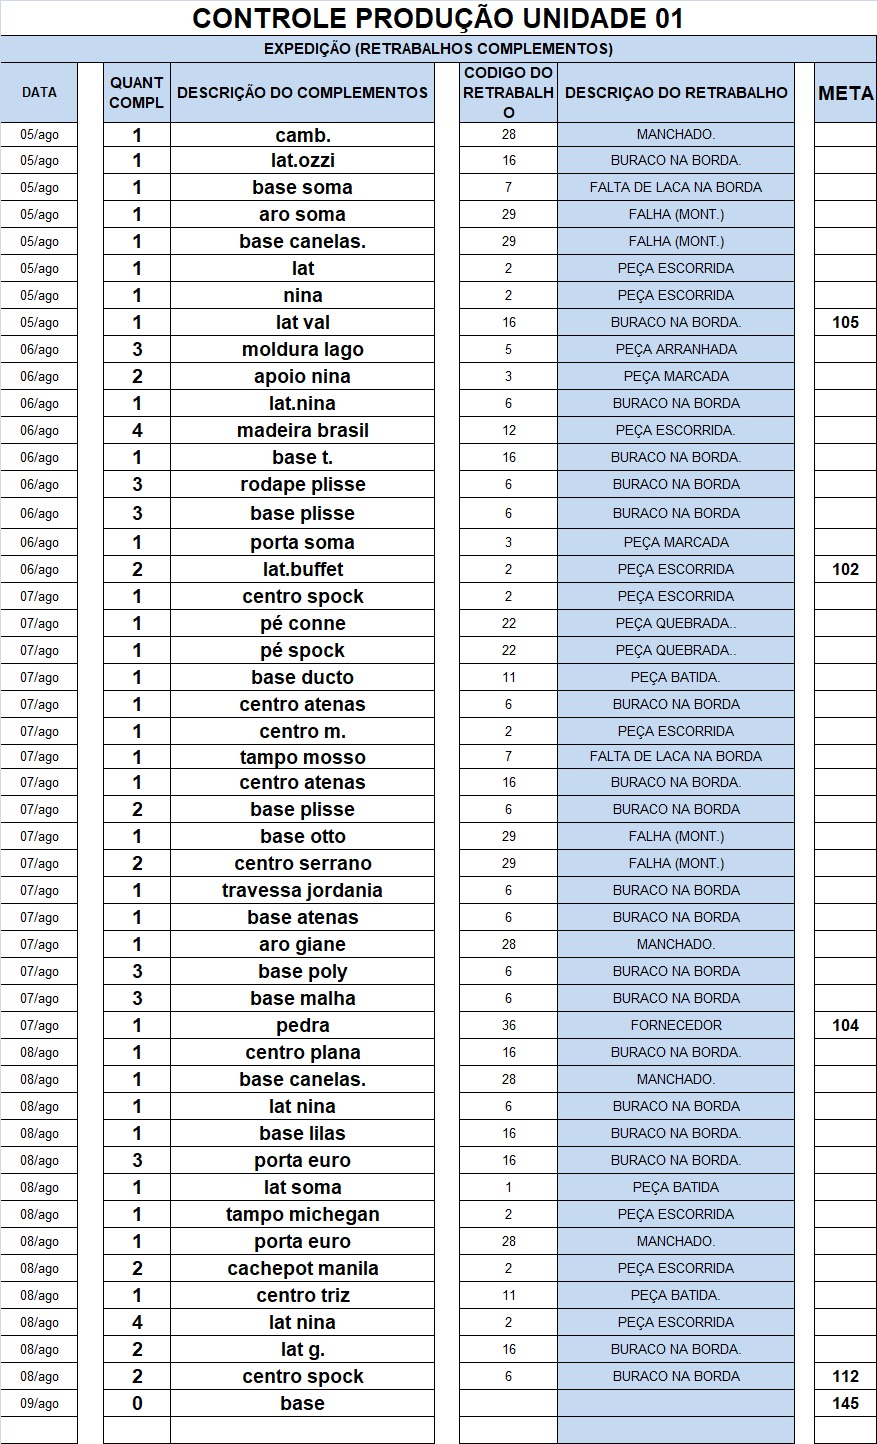 CONTROLE PRODUÇÃO UNIDADE 01
EXPEDIÇÃO (RETRABALHOS COMPLEMENTOS)
DATA QUANT COMPL DESCRIÇÃO DO COMPLEMENTOS CODIGO DO RETRABALHO DESCRIÇAO DO RETRABALHO META
05/ago 1 camb. 28 MANCHADO.
05/ago 1 lat.ozzi 16 BURACO NA BORDA.
05/ago 1 base soma 7 FALTA DE LACA NA BORDA
05/ago 1 aro soma 29 FALHA (MONT.)
05/ago 1 base canelas. 29 FALHA (MONT.)
05/ago 1 lat 2 PEÇA ESCORRIDA
05/ago 1 nina 2 PEÇA ESCORRIDA
05/ago 1 lat val 16 BURACO NA BORDA. 105
06/ago 3 moldura lago 5 PEÇA ARRANHADA
06/ago 2 apoio nina 3 PEÇA MARCADA
06/ago 1 lat.nina 6 BURACO NA BORDA
06/ago 4 madeira brasil 12 PEÇA ESCORRIDA.
06/ago 1 base t. 16 BURACO NA BORDA.
06/ago 3 rodape plisse 6 BURACO NA BORDA
06/ago 3 base plisse 6 BURACO NA BORDA
06/ago 1 porta soma 3 PEÇA MARCADA
06/ago 2 lat.buffet 2 PEÇA ESCORRIDA 102
07/ago 1 centro spock 2 PEÇA ESCORRIDA
07/ago 1 pé conne 22 PEÇA QUEBRADA..
07/ago 1 pé spock 22 PEÇA QUEBRADA..
07/ago 1 base ducto 11 PEÇA BATIDA.
07/ago 1 centro atenas 6 BURACO NA BORDA
07/ago 1 centro m. 2 PEÇA ESCORRIDA
07/ago 1 tampo mosso 7 FALTA DE LACA NA BORDA
07/ago 1 centro atenas 16 BURACO NA BORDA.
07/ago 2 base plisse 6 BURACO NA BORDA
07/ago 1 base otto 29 FALHA (MONT.)
07/ago 2 centro serrano 29 FALHA (MONT.)
07/ago 1 travessa jordania 6 BURACO NA BORDA
07/ago 1 base atenas 6 BURACO NA BORDA
07/ago 1 aro giane 28 MANCHADO.
07/ago 3 base poly 6 BURACO NA BORDA
07/ago 3 base malha 6 BURACO NA BORDA
07/ago 1 pedra 36 FORNECEDOR 104
08/ago 1 centro plana 16 BURACO NA BORDA.
08/ago 1 base canelas. 28 MANCHADO.
08/ago 1 lat nina 6 BURACO NA BORDA
08/ago 1 base lilas 16 BURACO NA BORDA.
08/ago 3 porta euro 16 BURACO NA BORDA.
08/ago 1 lat soma 1 PEÇA BATIDA
08/ago 1 tampo michegan 2 PEÇA ESCORRIDA
08/ago 1 porta euro 28 MANCHADO.
08/ago 2 cachepot manila 2 PEÇA ESCORRIDA
08/ago 1 centro triz 11 PEÇA BATIDA.
08/ago 4 lat nina 2 PEÇA ESCORRIDA
08/ago 2 lat g. 16 BURACO NA BORDA.
08/ago 2 centro spock 6 BURACO NA BORDA 112
09/ago 0 base 145